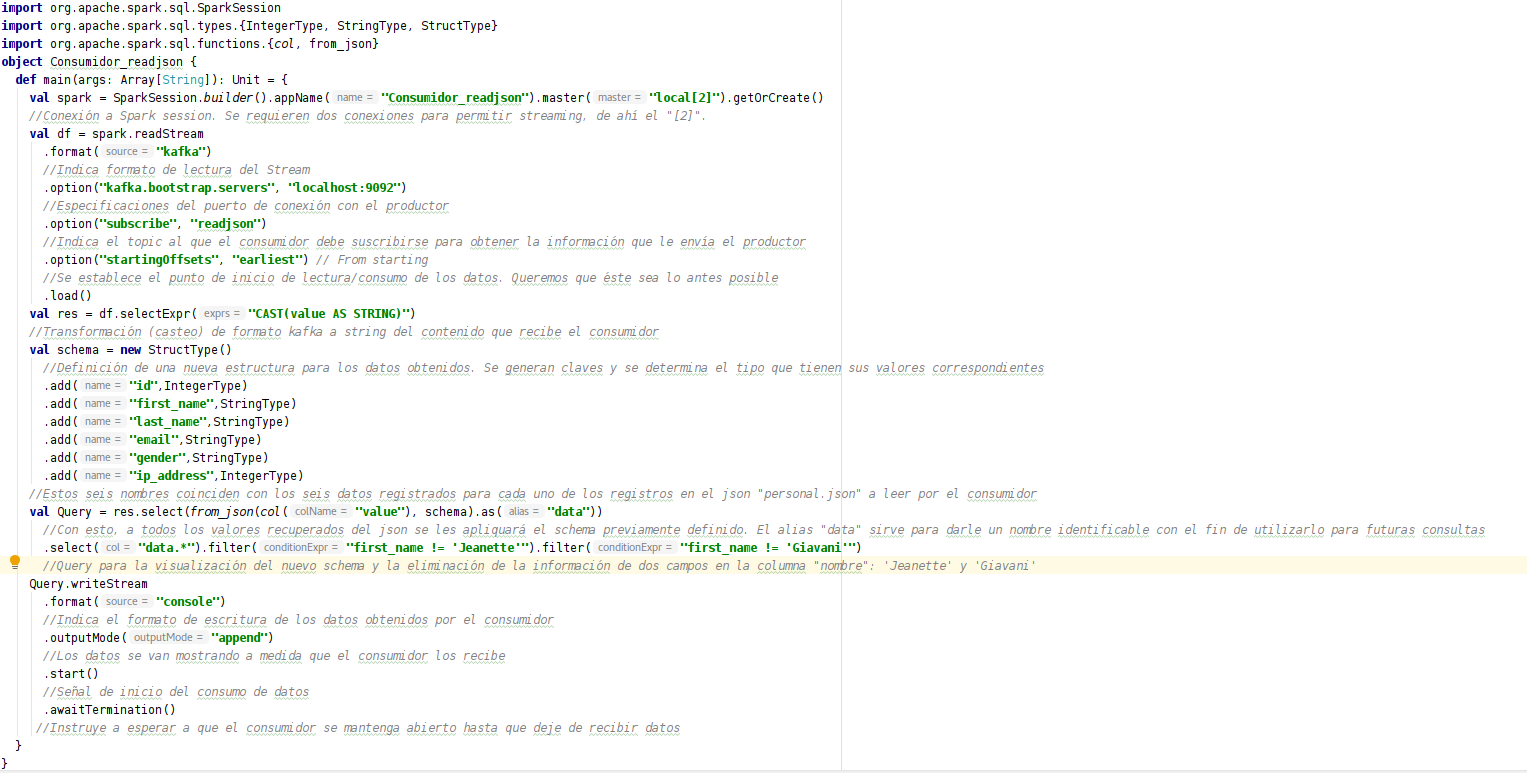 import org.apache.spark.sql.SparkSession
import org.apache.spark.sql.types.{IntegerType, StringType, StructType}
import org.apache.spark.sql.functions.{col, from_json}
object Consumidor_readjson {
  def main(args: Array[String]): Unit = {
    val spark = SparkSession.builder().appName( name = "Consumidor_readjson").master( master = "local[2]").getOrCreate()
    //Conexión a Spark session. Se requieren dos conexiones para permitir streaming, de ahí el "[2]".
    val df = spark.readStream
      .format( source = "kafka")
      //Indica formato de lectura del Stream
      .option("kafka.bootstrap.servers", "localhost:9092")
      //Especificaciones del puerto de conexión con el productor
      .option("subscribe", "readjson")
      //Indica el topic al que el consumidor debe suscribirse para obtener la información que le envía el productor
      .option("startingOffsets", "earliest") // From starting
      //Se establece el punto de inicio de lectura/consumo de los datos. Queremos que éste sea lo antes posible
      .load()
    val res = df.selectExpr( exprs = "CAST(value AS STRING)")
    //Transformación (casteo) de formato kafka a string del contenido que recibe el consumidor
    val schema = new StructType()
      //Definición de una nueva estructura para los datos obtenidos. Se generan claves y se determina el tipo que tienen sus valores correspondientes
      .add( name = "id",IntegerType)
      .add( name = "first_name",StringType)
      .add( name = "last_name",StringType)
      .add( name = "email",StringType)
      .add( name = "gender",StringType)
      .add( name = "ip_address",IntegerType)
    //Estos seis nombres coinciden con los seis datos registrados para cada uno de los registros en el json "personal.json" a leer por el consumidor
    val Query = res.select(from_json(col( colName = "value"), schema).as( alias = "data"))
      //Con esto, a todos los valores recuperados del json se les apliquará el schema previamente definido. El alias "data" sirve para darle un nombre identificable con el fin de utilizarlo para futuras consultas
      .select( col = "data.*").filter( conditionExpr = "first_name != 'Jeanette'").filter( conditionExpr = "first_name != 'Giavani'")
      //Query para la visualización del nuevo schema y la eliminación de la información de dos campos en la columna "nombre": 'Jeanette' y 'Giavani'
    Query.writeStream
      .format( source = "console")
      //Indica el formato de escritura de los datos obtenidos por el consumidor
      .outputMode( outputMode = "append")
      //Los datos se van mostrando a medida que el consumidor los recibe
      .start()
      //Señal de inicio del consumo de datos
      .awaitTermination()
     //Instruye a esperar a que el consumidor se mantenga abierto hasta que deje de recibir datos
  }
}